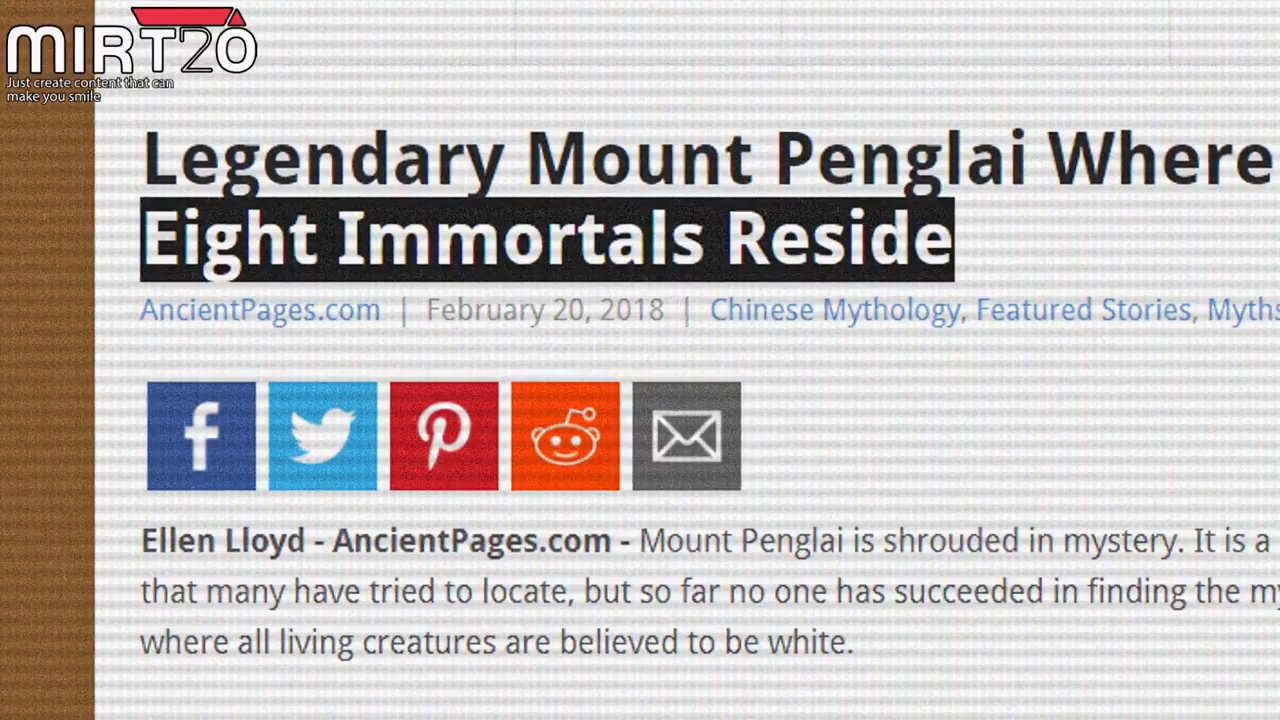 MIRT20
Just create content that can
make you smile
Legendary Mount Penglai Where
Eight Immortals Reside
AncientPages.com | February 20, 2018 | Chinese Mythology, Featured Stories, Myths
Ellen Lloyd - AncientPages.com - Mount Penglai is shrouded in mystery. It is a
that many have tried to locate, but so far no one has succeeded in finding the
where all living creatures are believed to be white.